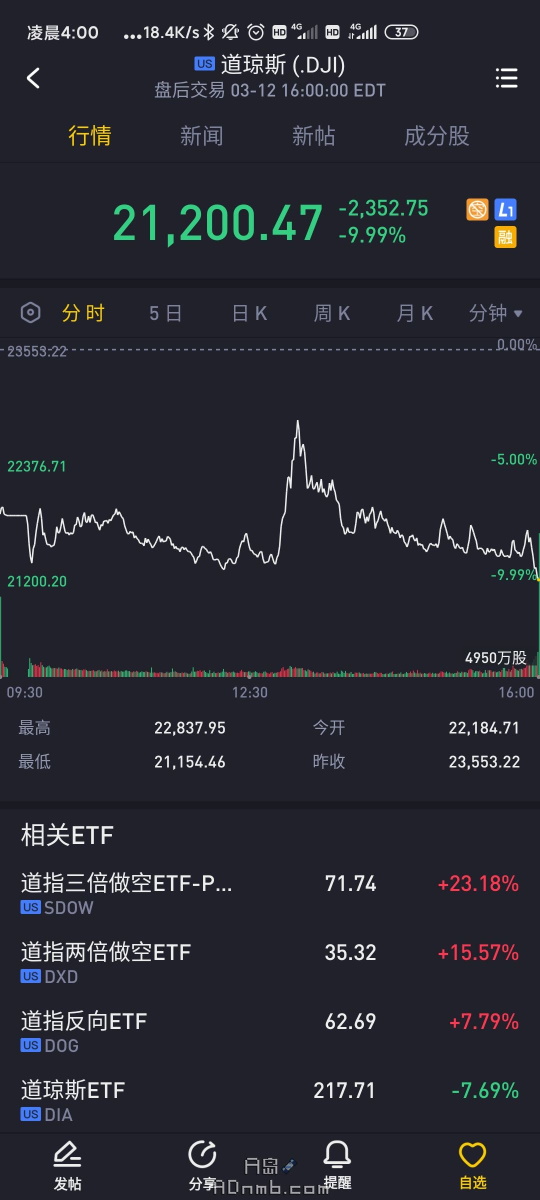 凌晨4:00 ...18.4K/s HD 4G HD 4G 37
US 道琼斯 (.DJI)
盘后交易 03-12 16:00:00 EDT
行情 新闻 新帖 成分股
21,200.47 -2,352.75
-9.99%
L1
融
分时 5日 日K 周K 月K 分钟
23553.22 0.00%
22376.71 -5.00%
21200.20 -9.99%
4950万股
09:30 12:30 16:00
最高 22,837.95 今开 22,184.71
最低 21,154.46 昨收 23,553.22
相关ETF
道指三倍做空ETF-P... 71.74 +23.18%
US SDOW
道指两倍做空ETF 35.32 +15.57%
US DXD
道指反向ETF 62.69 +7.79%
US DOG
道琼斯ETF 217.71 -7.69%
US DIA
发帖 分享 提醒 自选
A岛
ADnmb.com